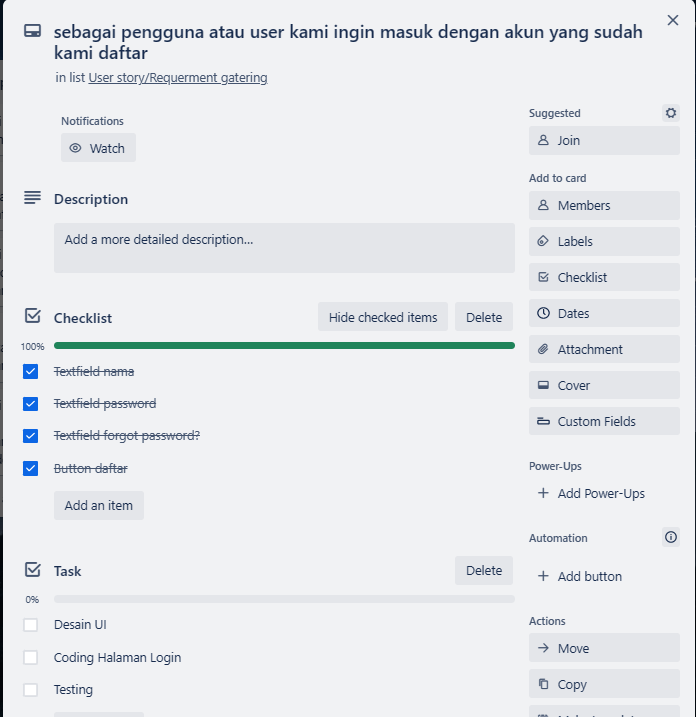 sebagai pengguna atau user kami ingin masuk dengan akun yang sudah
kami daftar
in list User story/Requerment gatering
Notifications
Watch
Description
Add a more detailed description...
Checklist
Hide checked items
Delete
100%
Textfield nama
Textfield password
Textfield forgot password?
Button daftar
Add an item
Task
Delete
0%
Desain UI
Coding Halaman Login
Testing
Suggested
Join
Add to card
Members
Labels
Checklist
Dates
Attachment
Cover
Custom Fields
Power-Ups
+ Add Power-Ups
Automation
+ Add button
Actions
Move
Copy